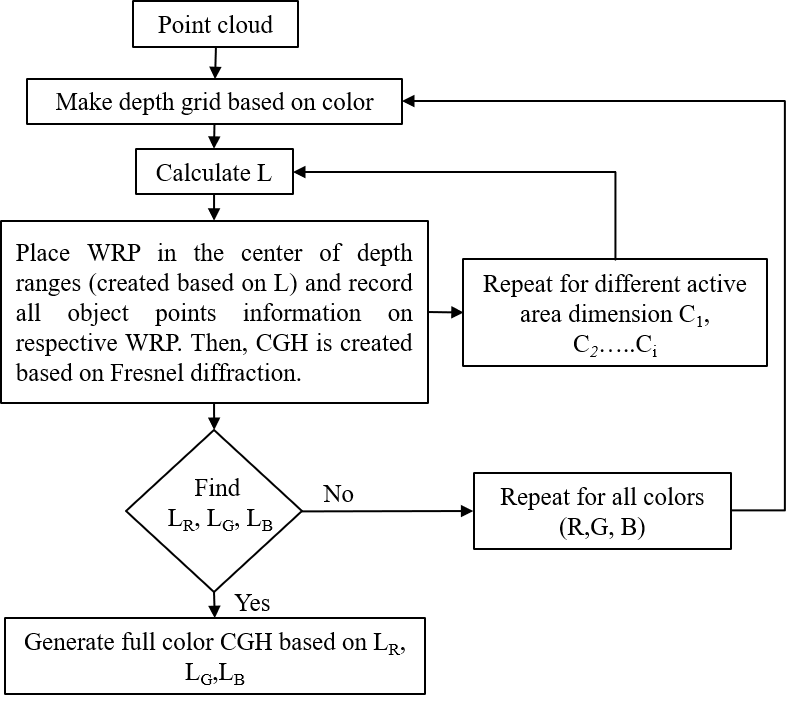 Point cloud
Make depth grid based on color
Calculate L
Place WRP in the center of depth
ranges (created based on L) and record
all object points information on
respective WRP. Then, CGH is created
based on Fresnel diffraction.
Repeat for different active
area dimension C₁,
C₂…..Cᵢ
Find
L_R, L_G, L_B
No
Repeat for all colors
(R,G, B)
Yes
Generate full color CGH based on L_R,
L_G,L_B